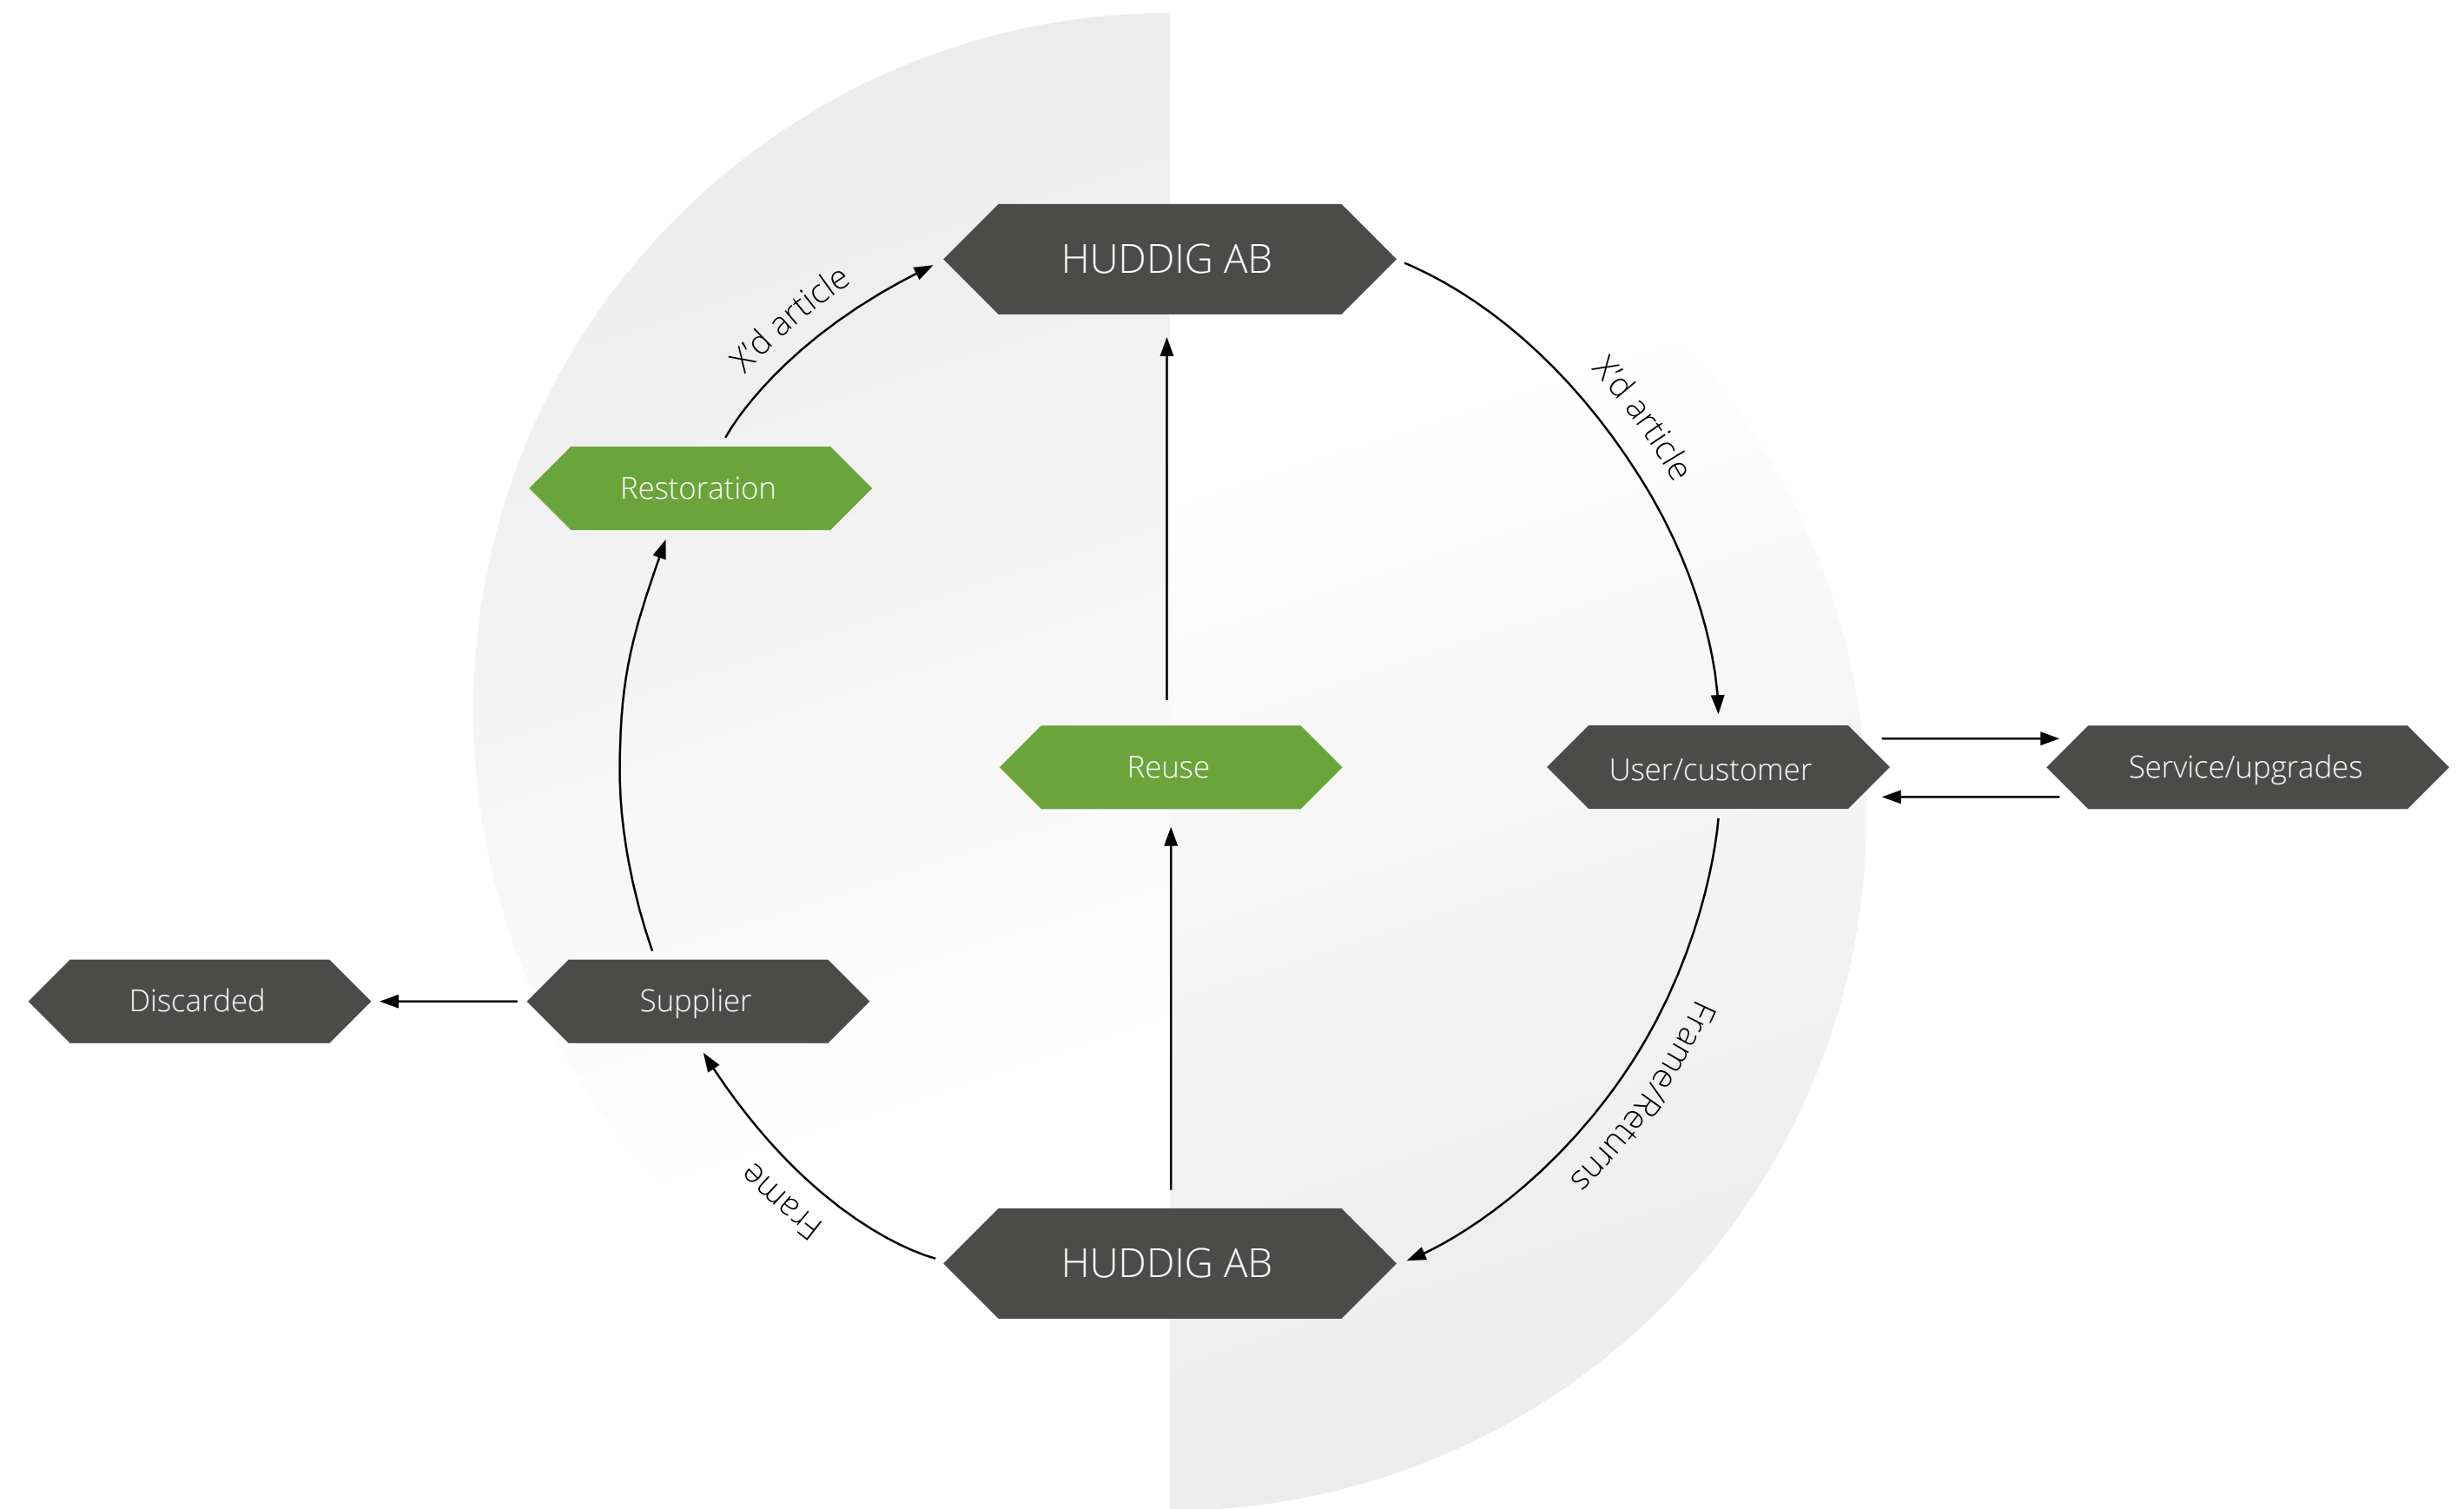 HUDDIG AB
X'd article
X'd article
Restoration
Reuse
User/customer
Service/upgrades
Discarded
Supplier
Frame/Returns
Frame
HUDDIG AB